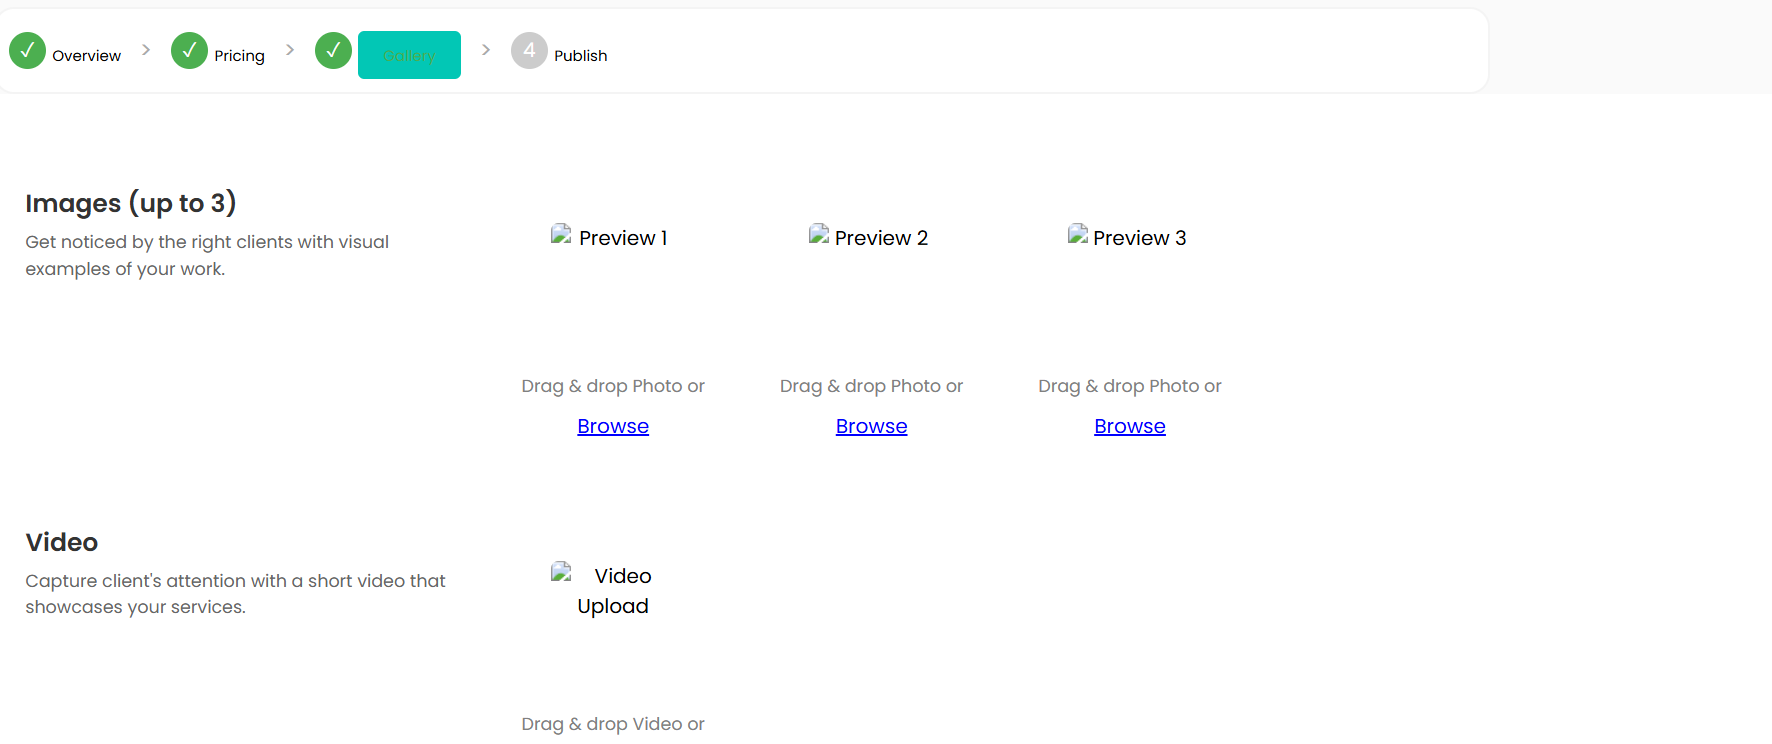 ✓ Overview > ✓ Pricing > ✓ Gallery > 4 Publish
Images (up to 3)
Get noticed by the right clients with visual
examples of your work.
Preview 1 Preview 2 Preview 3
Drag & drop Photo or Drag & drop Photo or Drag & drop Photo or
Browse Browse Browse
Video
Capture client's attention with a short video that
showcases your services.
Video
Upload
Drag & drop Video or